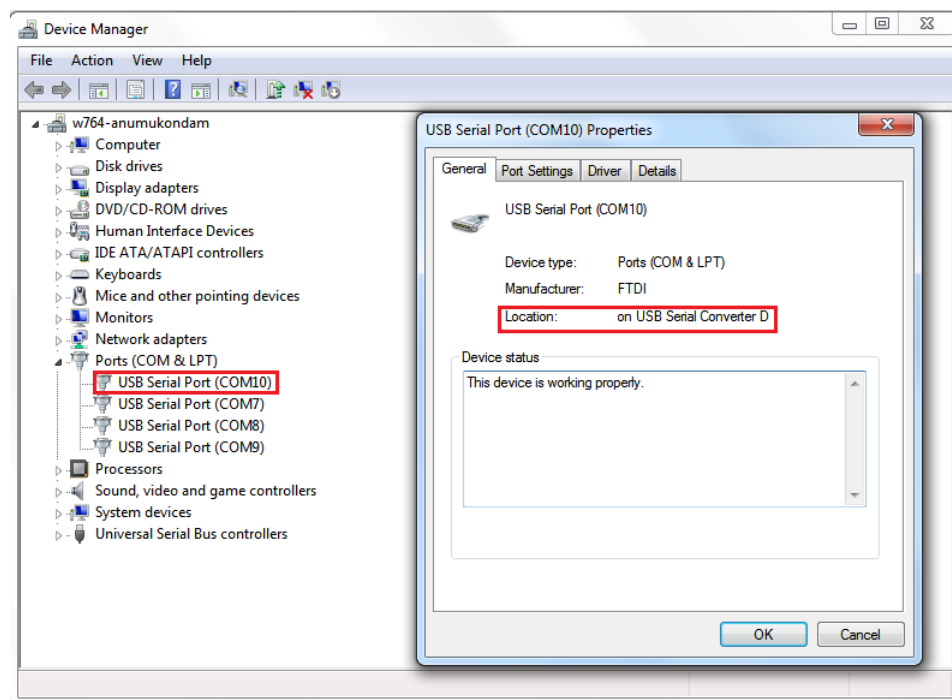 Device Manager
File Action View Help
w764-anumukondam
Computer
Disk drives
Display adapters
DVD/CD-ROM drives
Human Interface Devices
IDE ATA/ATAPI controllers
Keyboards
Mice and other pointing devices
Monitors
Network adapters
Ports (COM & LPT)
USB Serial Port (COM10)
USB Serial Port (COM7)
USB Serial Port (COM8)
USB Serial Port (COM9)
Processors
Sound, video and game controllers
System devices
Universal Serial Bus controllers
USB Serial Port (COM10) Properties
General Port Settings Driver Details
USB Serial Port (COM10)
Device type: Ports (COM & LPT)
Manufacturer: FTDI
Location: on USB Serial Converter D
Device status
This device is working properly.
OK Cancel